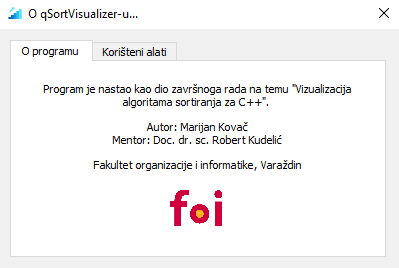 O qSortVisualizer-u...
O programu
Korišteni alati
Program je nastao kao dio završnoga rada na temu "Vizualizacija
algoritama sortiranja za C++".
Autor: Marijan Kovač
Mentor: Doc. dr. sc. Robert Kudelić
Fakultet organizacije i informatike, Varaždin
foi